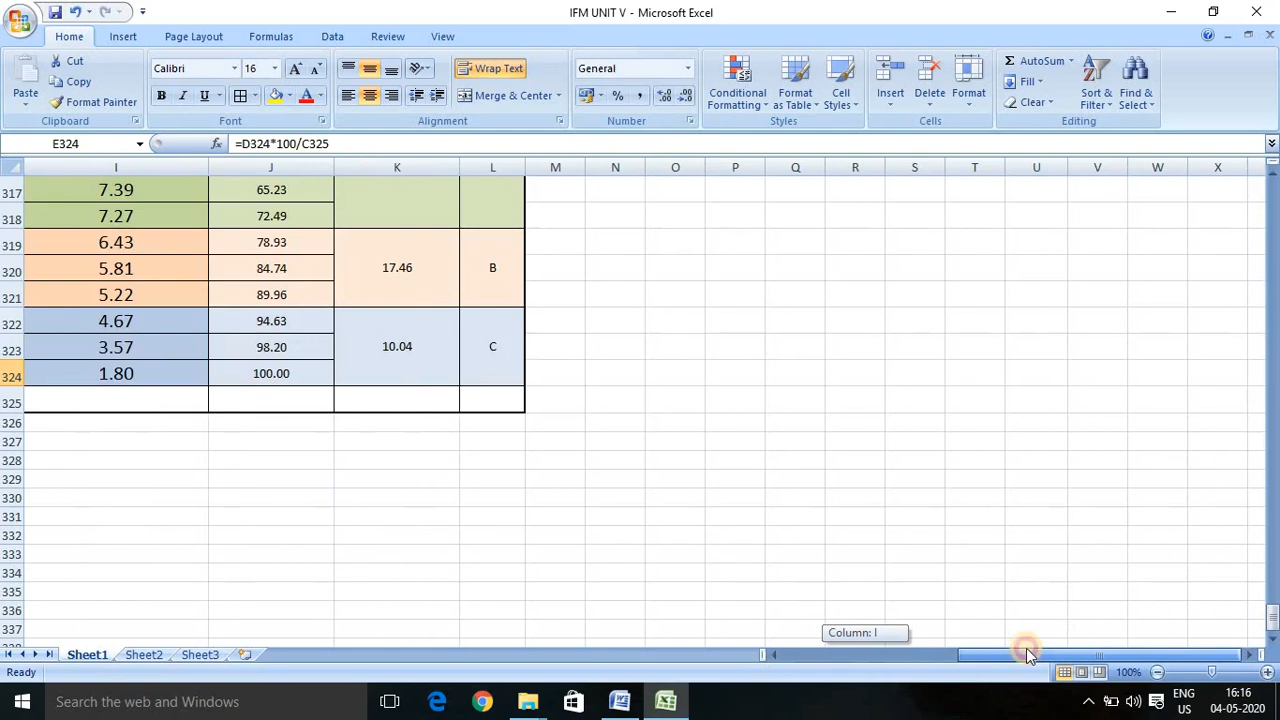 IFM UNIT V - Microsoft Excel
Home Insert Page Layout Formulas Data Review View
Paste Cut Copy Format Painter Clipboard
Calibri 16 A A B I U A Font
Wrap Text Merge & Center Alignment
General % , .0 .00 .00 .0 Number
Conditional Formatting Format as Table Cell Styles Styles
Insert Delete Format Cells
Σ AutoSum Fill Clear Sort & Filter Find & Select Editing
E324 fx =D324*100/C325
I J K L M N O P Q R S T U V W X
317 7.39 65.23
318 7.27 72.49
319 6.43 78.93
320 5.81 84.74 17.46 B
321 5.22 89.96
322 4.67 94.63
323 3.57 98.20 10.04 C
324 1.80 100.00
325
326
327
328
329
330
331
332
333
334
335
336
337
Column: I
Sheet1 Sheet2 Sheet3
Ready 100%
Search the Web and Windows ENG US 16:16 04-05-2020